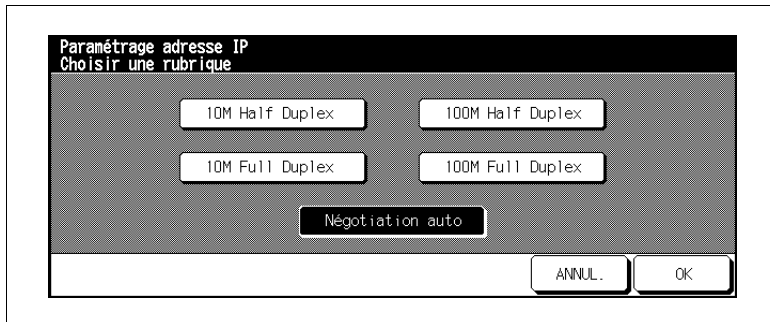 Paramétrage adresse IP
Choisir une rubrique
10M Half Duplex
100M Half Duplex
10M Full Duplex
100M Full Duplex
Négotiation auto
ANNUL.
OK